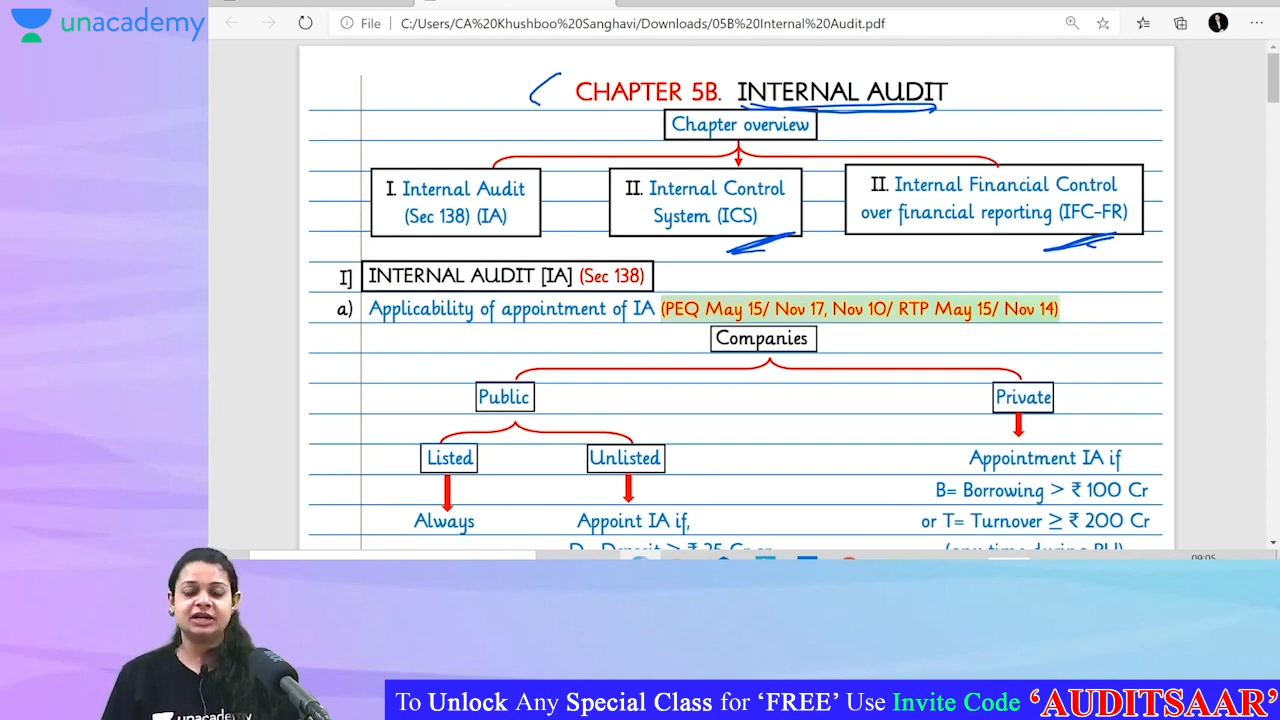 unacademy
File | C:/Users/CA%20Khushboo%20Sanghavi/Downloads/05B%20Internal%20Audit.pdf
CHAPTER 5B. INTERNAL AUDIT
Chapter overview
I. Internal Audit
(Sec 138) (IA)
II. Internal Control
System (ICS)
II. Internal Financial Control
over financial reporting (IFC-FR)
I] INTERNAL AUDIT [IA] (Sec 138)
a) Applicability of appointment of IA (PEQ May 15/ Nov 17, Nov 10/ RTP May 15/ Nov 14)
Companies
Public
Private
Listed
Unlisted
Always
Appoint IA if,
Appointment IA if
B= Borrowing > ₹ 100 Cr
or T= Turnover ≥ ₹ 200 Cr
09:05
unacademy
To Unlock Any Special Class for ‘FREE’ Use Invite Code ‘AUDITSAAR’